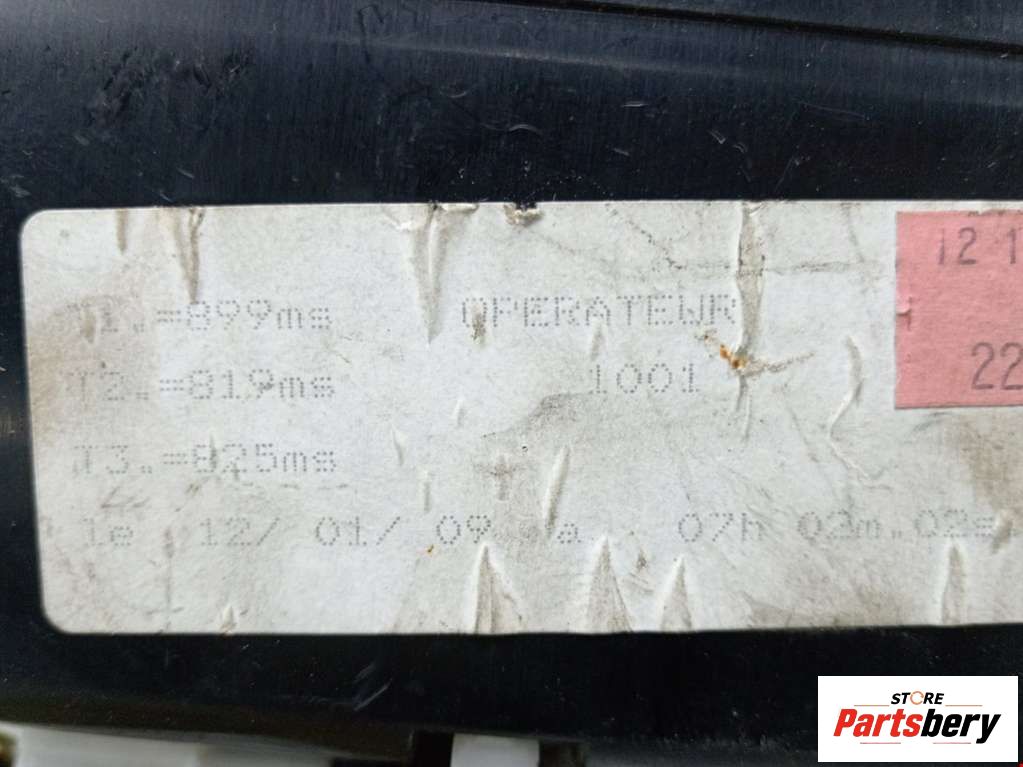 T1.=899ms OPERATEUR
T2.=819ms 1001
T3.=825ms
le 12/ 01/ 09 a 07h 02m.02s
12 1
22
STORE
Partsbery